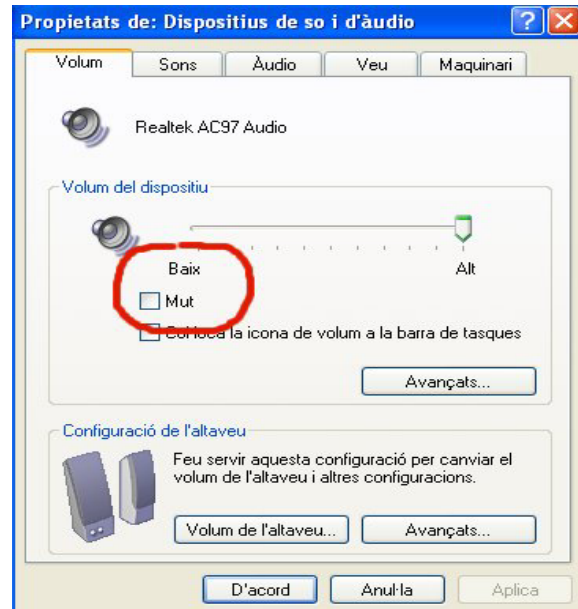 Propietats de: Dispositius de so i d'àudio
Volum Sons Àudio Veu Maquinari
Realtek AC97 Audio
Volum del dispositiu
Baix Alt
Mut
Col·loca la icona de volum a la barra de tasques
Avançats...
Configuració de l'altaveu
Feu servir aquesta configuració per canviar el
volum de l'altaveu i altres configuracions.
Volum de l'altaveu... Avançats...
D'acord Anul·la Aplica